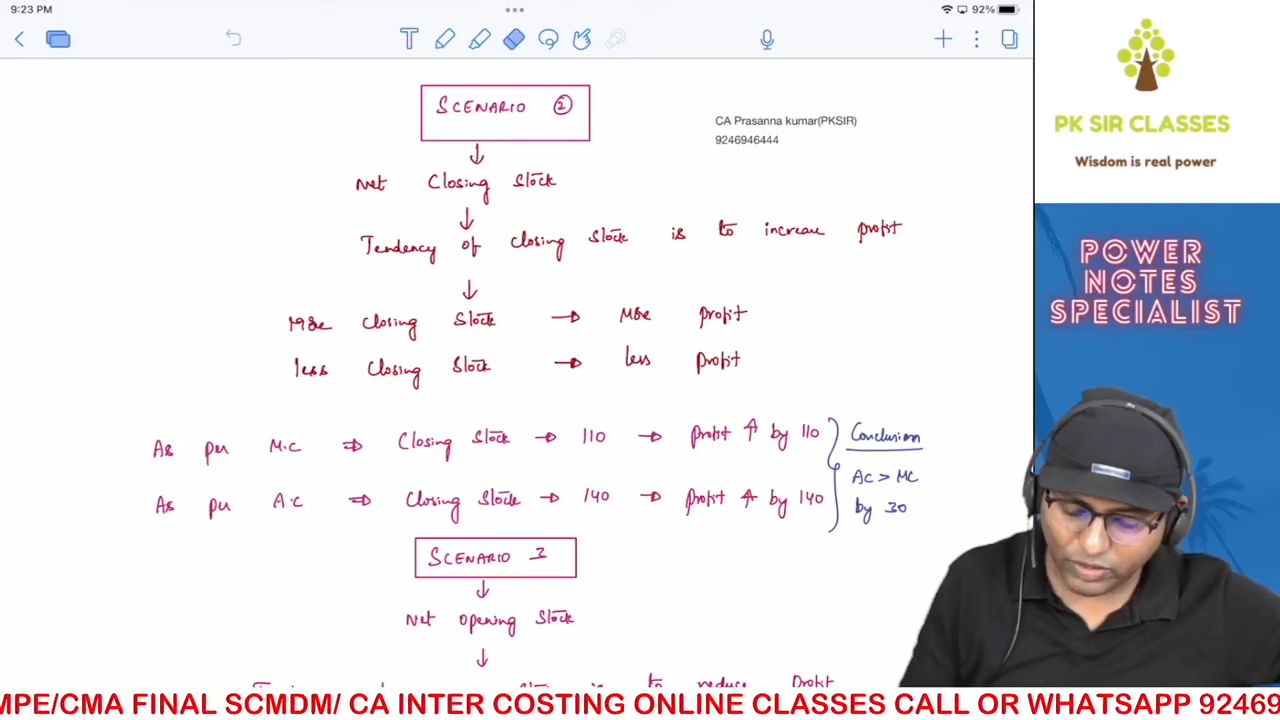 9:23 PM
92%
SCENARIO 2
CA Prasanna kumar(PKSIR)
9246946444
Net Closing Stock
Tendency of closing stock is to increase profit
More closing stock → More profit
less closing stock → less profit
As per M.C ⇒ Closing Stock → 110 → Profit ↑ by 110
As per A.C ⇒ Closing Stock → 140 → Profit ↑ by 140
Conclusion
AC > MC
by 30
SCENARIO 3
Net opening Stock
is to reduce Profit
PK SIR CLASSES
Wisdom is real power
POWER
NOTES
SPECIALIST
MPE/CMA FINAL SCMDM/ CA INTER COSTING ONLINE CLASSES CALL OR WHATSAPP 92469